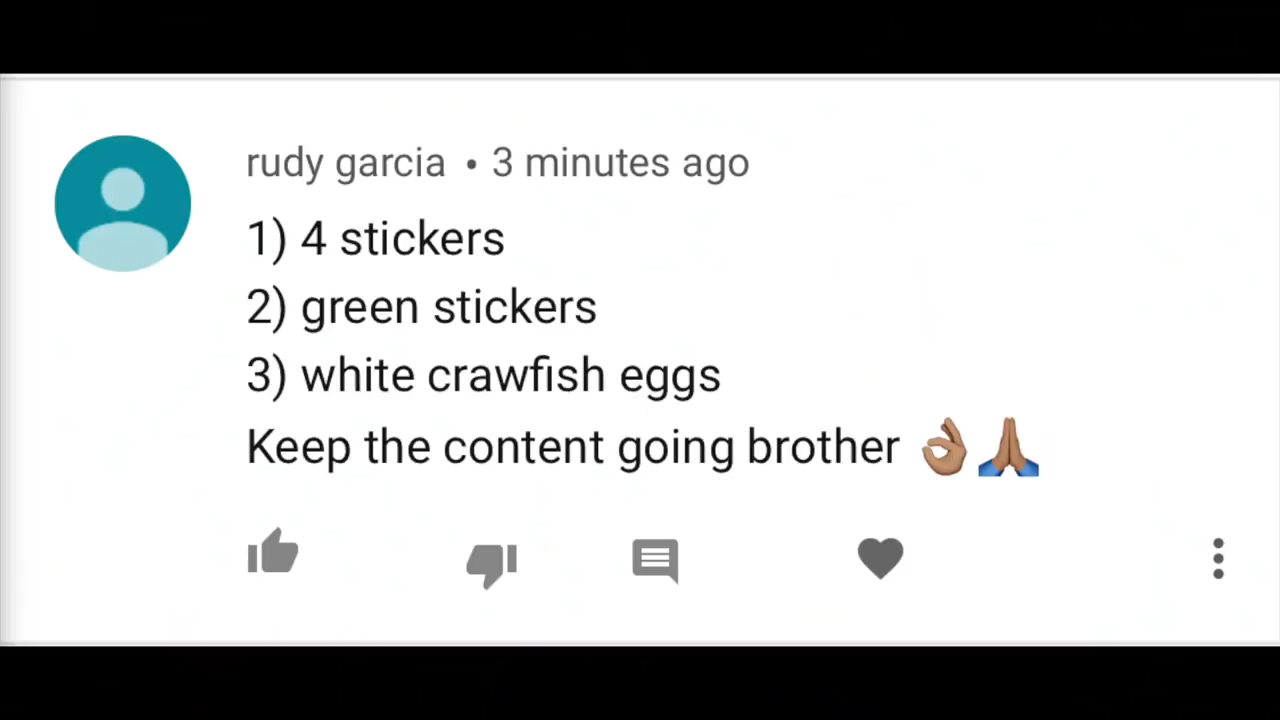 rudy garcia • 3 minutes ago
1) 4 stickers
2) green stickers
3) white crawfish eggs
Keep the content going brother 👌🏽🙏🏽